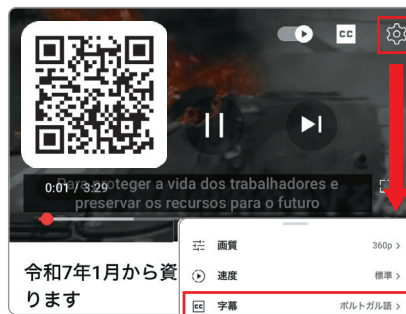 CC
0:01 / 3:29
Para proteger a vida dos trabalhadores e
preservar os recursos para o futuro
令和7年1月から資
ります
画質 360p >
速度 標準 >
CC 字幕 ポルトガル語 >